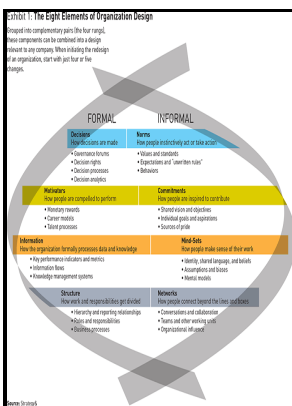 Exhibit 1: The Eight Elements of Organization Design
Grouped into complementary pairs (the four rungs),
these components can be combined into a design
relevant to any company. When initiating the redesign
of an organization, start with just four or five
changes.
FORMAL INFORMAL
Decisions
How decisions are made
• Governance forums
• Decision rights
• Decision processes
• Decision analytics
Norms
How people instinctively act or take action
• Values and standards
• Expectations and "unwritten rules"
• Behaviors
Motivators
How people are compelled to perform
• Monetary rewards
• Career models
• Talent processes
Commitments
How people are inspired to contribute
• Shared vision and objectives
• Individual goals and aspirations
• Sources of pride
Information
How the organization formally processes data and knowledge
• Key performance indicators and metrics
• Information flows
• Knowledge management systems
Mind-Sets
How people make sense of their work
• Identity, shared language, and beliefs
• Assumptions and biases
• Mental models
Structure
How work and responsibilities get divided
• Hierarchy and reporting relationships
• Roles and responsibilities
• Business processes
Networks
How people connect beyond the lines and boxes
• Conversations and collaboration
• Teams and other working units
• Organizational influence
Source: Strategy&